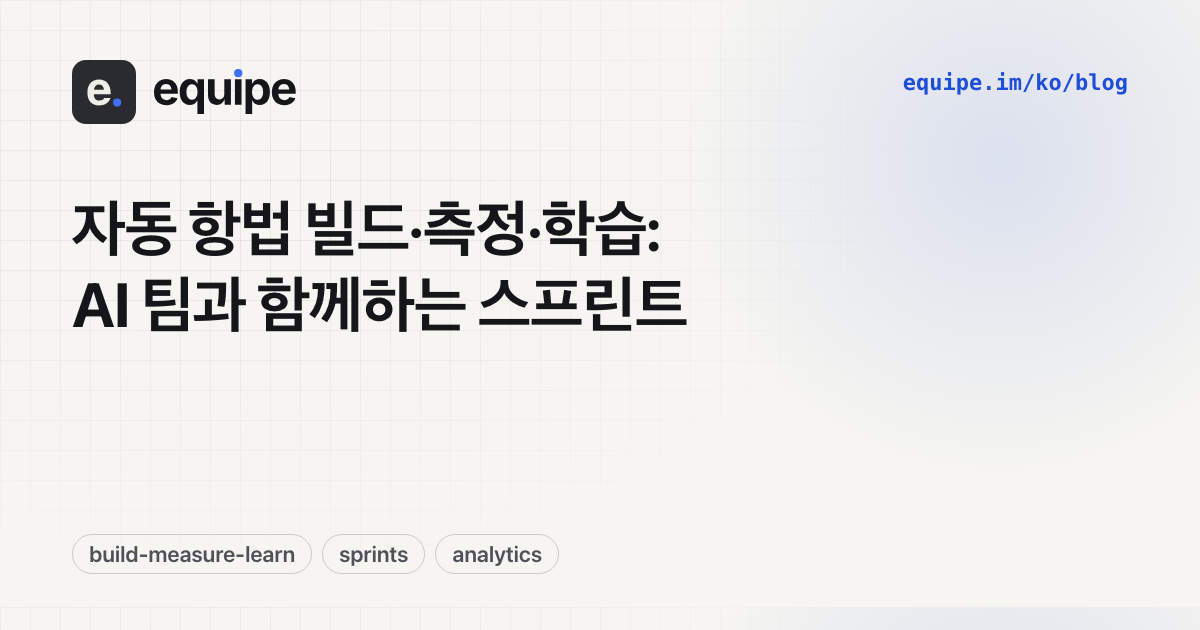 e. equipe
equipe.im/ko/blog
자동 항법 빌드·측정·학습:
AI 팀과 함께하는 스프린트
build-measure-learn
sprints
analytics